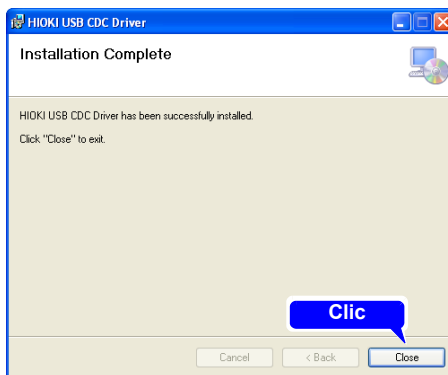 HIOKI USB CDC Driver
Installation Complete
HIOKI USB CDC Driver has been successfully installed.
Click "Close" to exit.
Clic
Cancel
< Back
Close